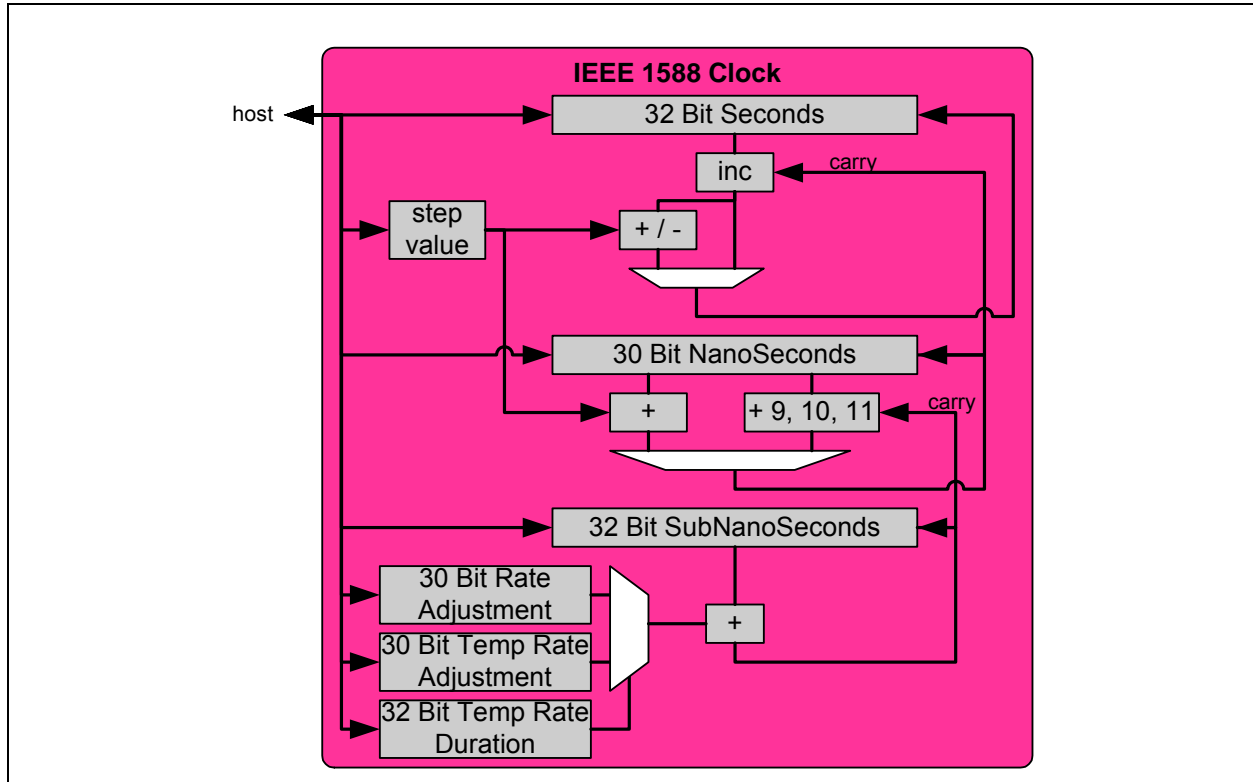 IEEE 1588 Clock
host
32 Bit Seconds
inc
carry
step
value
+ / -
30 Bit NanoSeconds
+
+ 9, 10, 11
carry
32 Bit SubNanoSeconds
30 Bit Rate
Adjustment
+
30 Bit Temp Rate
Adjustment
32 Bit Temp Rate
Duration